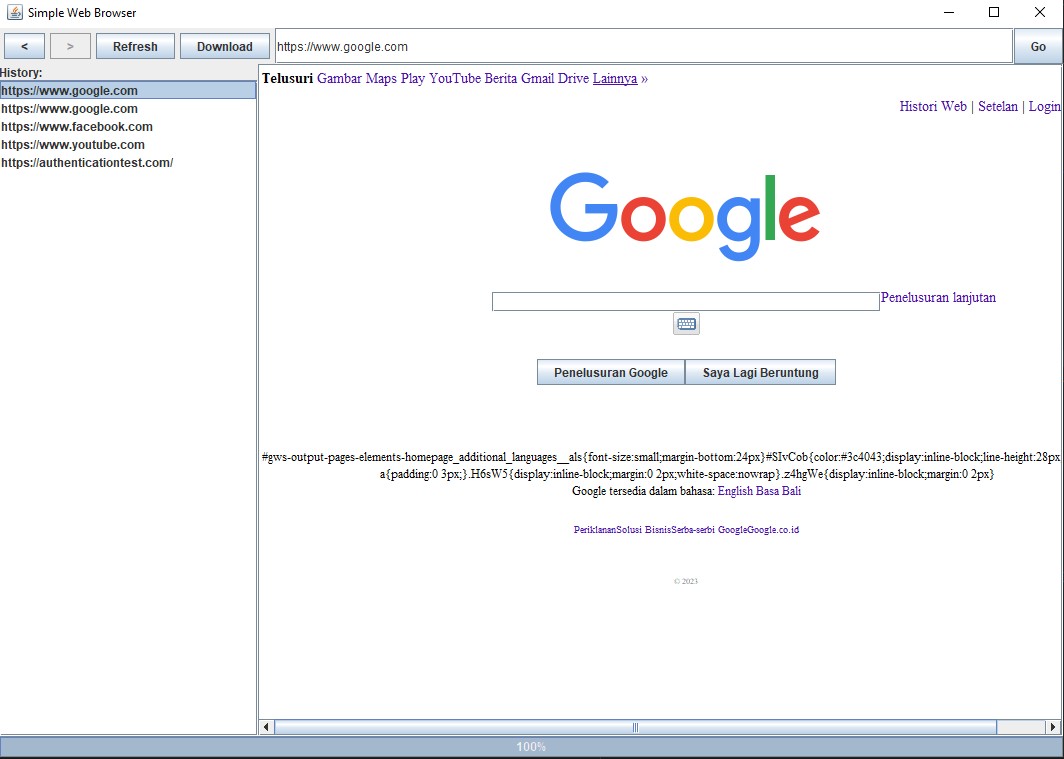 Simple Web Browser
< > Refresh Download https://www.google.com Go
History:
https://www.google.com
https://www.google.com
https://www.facebook.com
https://www.youtube.com
https://authenticationtest.com/
Telusuri Gambar Maps Play YouTube Berita Gmail Drive Lainnya »
Histori Web | Setelan | Login
Google
Penelusuran lanjutan
Penelusuran Google Saya Lagi Beruntung
#gws-output-pages-elements-homepage_additional_languages__als{font-size:small;margin-bottom:24px}#SIvCob{color:#3c4043;display:inline-block;line-height:28px
a{padding:0 3px;}.H6sW5{display:inline-block;margin:0 2px;white-space:nowrap}.z4hgWe{display:inline-block;margin:0 2px}
Google tersedia dalam bahasa: English Basa Bali
PeriklananSolusi BisnisSerba-serbi GoogleGoogle.co.id
© 2023
100%